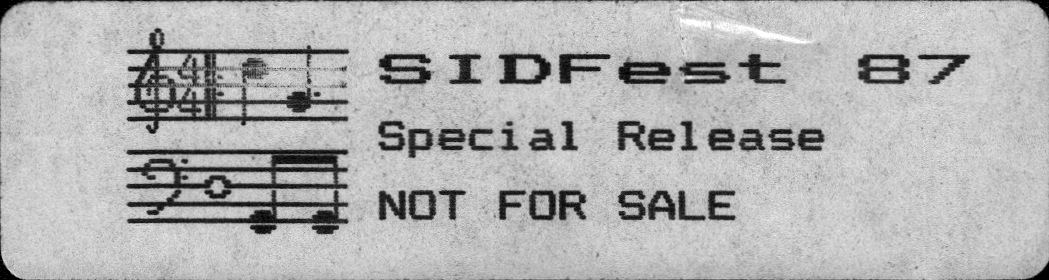 SIDFest 87
Special Release
NOT FOR SALE